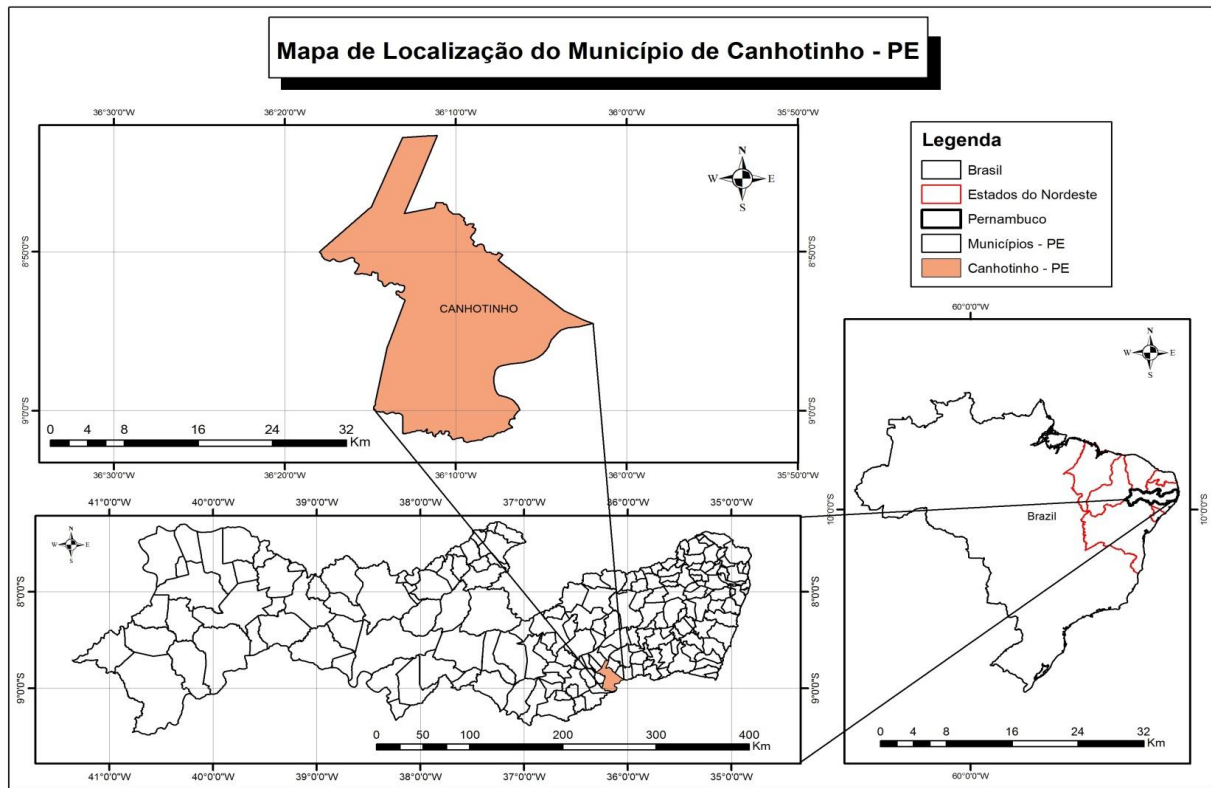 Mapa de Localização do Município de Canhotinho - PE
36°30'0"W 36°20'0"W 36°10'0"W 36°0'0"W 35°50'0"W
N
W E
S
8°50'0"S 8°50'0"S
CANHOTINHO
9°0'0"S 9°0'0"S
0 4 8 16 24 32
Km
36°30'0"W 36°20'0"W 36°10'0"W 36°0'0"W 35°50'0"W
Legenda
Brasil
Estados do Nordeste
Pernambuco
Municípios - PE
Canhotinho - PE
60°0'0"W
N
W E
S
10°0'0"S 10°0'0"S
Brazil
0 4 8 16 24 32
Km
60°0'0"W
41°0'0"W 40°0'0"W 39°0'0"W 38°0'0"W 37°0'0"W 36°0'0"W 35°0'0"W
N
W E
S
8°0'0"S 8°0'0"S
9°0'0"S 9°0'0"S
0 50 100 200 300 400
Km
41°0'0"W 40°0'0"W 39°0'0"W 38°0'0"W 37°0'0"W 36°0'0"W 35°0'0"W